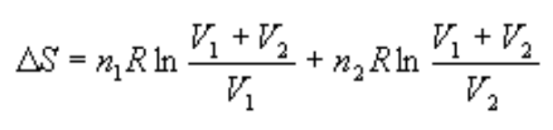 ΔS = n₁R ln (V₁ + V₂)/V₁ + n₂R ln (V₁ + V₂)/V₂